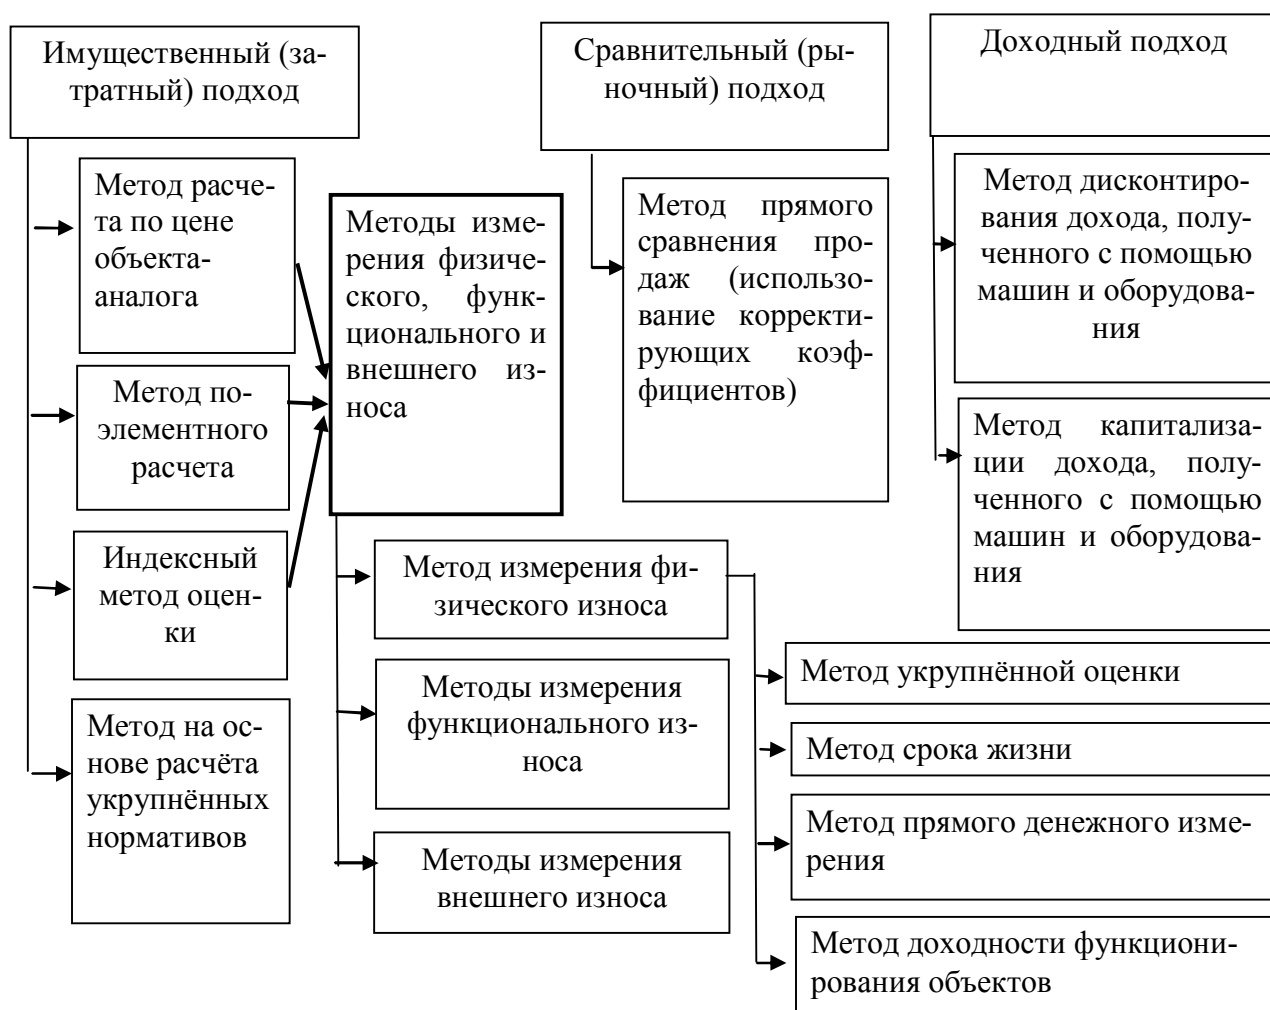 Имущественный (за-
тратный) подход
Сравнительный (ры-
ночный) подход
Доходный подход
Метод расче-
та по цене
объекта-
аналога
Метод по-
элементного
расчета
Индексный
метод оцен-
ки
Метод на ос-
нове расчёта
укрупнённых
нормативов
Методы изме-
рения физиче-
ского, функ-
ционального и
внешнего из-
носа
Метод измерения фи-
зического износа
Методы измерения
функционального из-
носа
Методы измерения
внешнего износа
Метод прямого
сравнения про-
даж (использо-
вание корректи-
рующих коэф-
фициентов)
Метод дисконтиро-
вания дохода, полу-
ченного с помощью
машин и оборудова-
ния
Метод капитализа-
ции дохода, полу-
ченного с помощью
машин и оборудова-
ния
Метод укрупнённой оценки
Метод срока жизни
Метод прямого денежного изме-
рения
Метод доходности функциони-
рования объектов